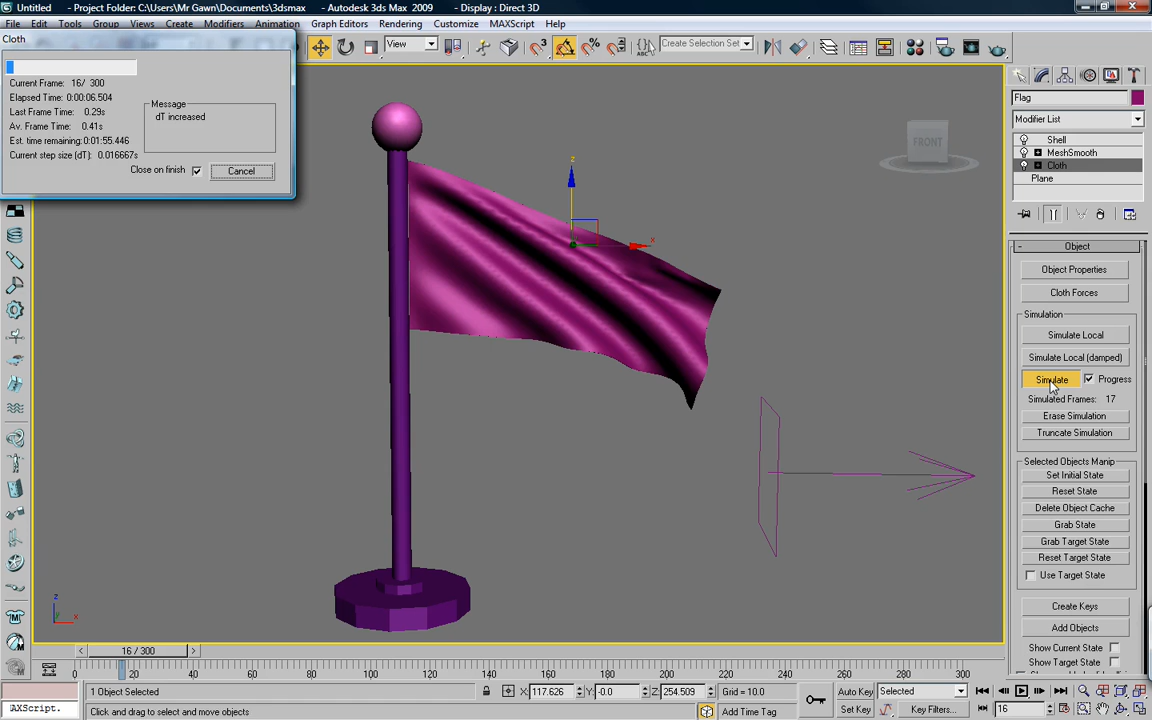 Untitled - Project Folder: C:\Users\Mr Gawn\Documents\3dsmax - Autodesk 3ds Max 2009 - Display : Direct 3D
File Edit Tools Group Views Create Modifiers Animation Graph Editors Rendering Customize MAXScript Help
Cloth
Current Frame: 16/ 300
Elapsed Time: 0:00:06.504
Last Frame Time: 0.29s
Av. Frame Time: 0.41s
Est. time remaining:0:01:55.446
Current step size (dT): 0.016667s
Message
dT increased
Close on finish
Cancel
View
Create Selection Set
FRONT
z
x
z
x
Flag
Modifier List
Shell
MeshSmooth
Cloth
Plane
Object
Object Properties
Cloth Forces
Simulation
Simulate Local
Simulate Local (damped)
Simulate Progress
Simulated Frames: 17
Erase Simulation
Truncate Simulation
Selected Objects Manip
Set Initial State
Reset State
Delete Object Cache
Grab State
Grab Target State
Reset Target State
Use Target State
Create Keys
Add Objects
Show Current State
Show Target State
16 / 300
0 20 40 60 80 100 120 140 160 180 200 220 240 260 280 300
1 Object Selected X: 117.626 Y: -0.0 Z: 254.509 Grid = 10.0 Auto Key Selected
AXScript. Click and drag to select and move objects Add Time Tag Set Key Key Filters... 16